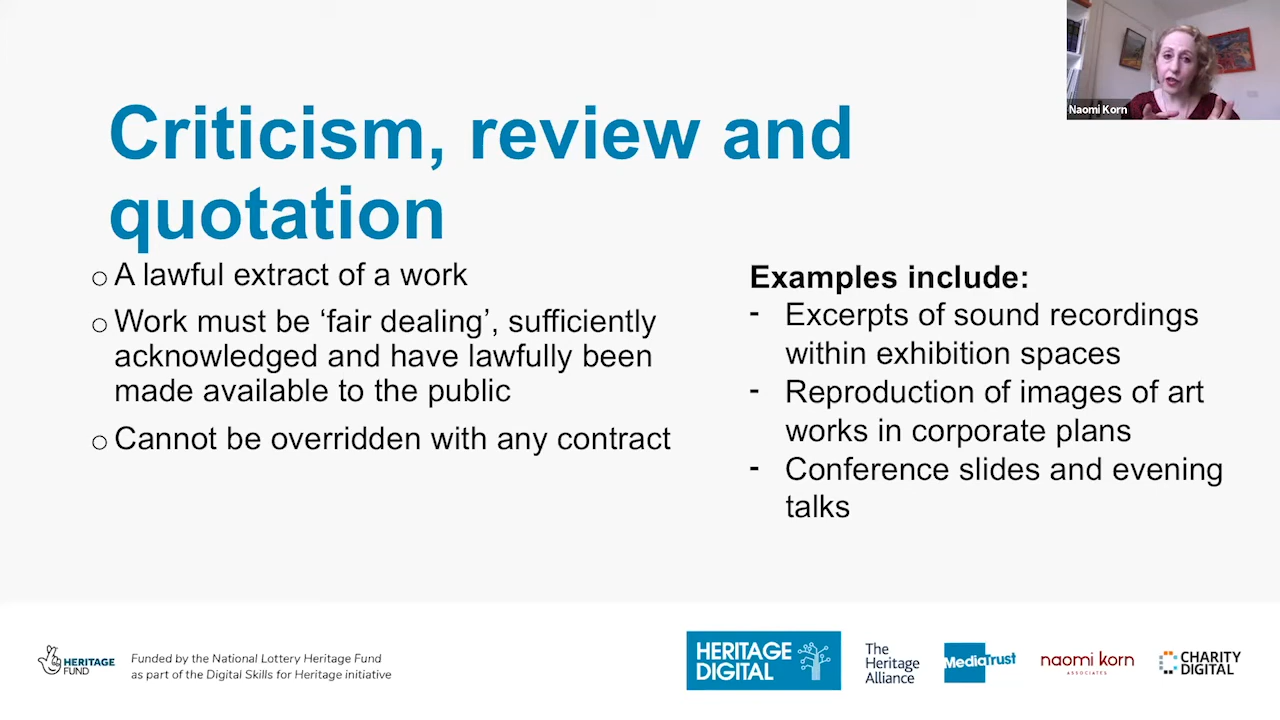 Naomi Korn
Criticism, review and
quotation
o A lawful extract of a work
o Work must be ‘fair dealing’, sufficiently
acknowledged and have lawfully been
made available to the public
o Cannot be overridden with any contract
Examples include:
- Excerpts of sound recordings
within exhibition spaces
- Reproduction of images of art
works in corporate plans
- Conference slides and evening
talks
HERITAGE
FUND
Funded by the National Lottery Heritage Fund
as part of the Digital Skills for Heritage initiative
HERITAGE
DIGITAL
The
Heritage
Alliance
MediaTrust
naomi korn
ASSOCIATES
CHARITY
DIGITAL